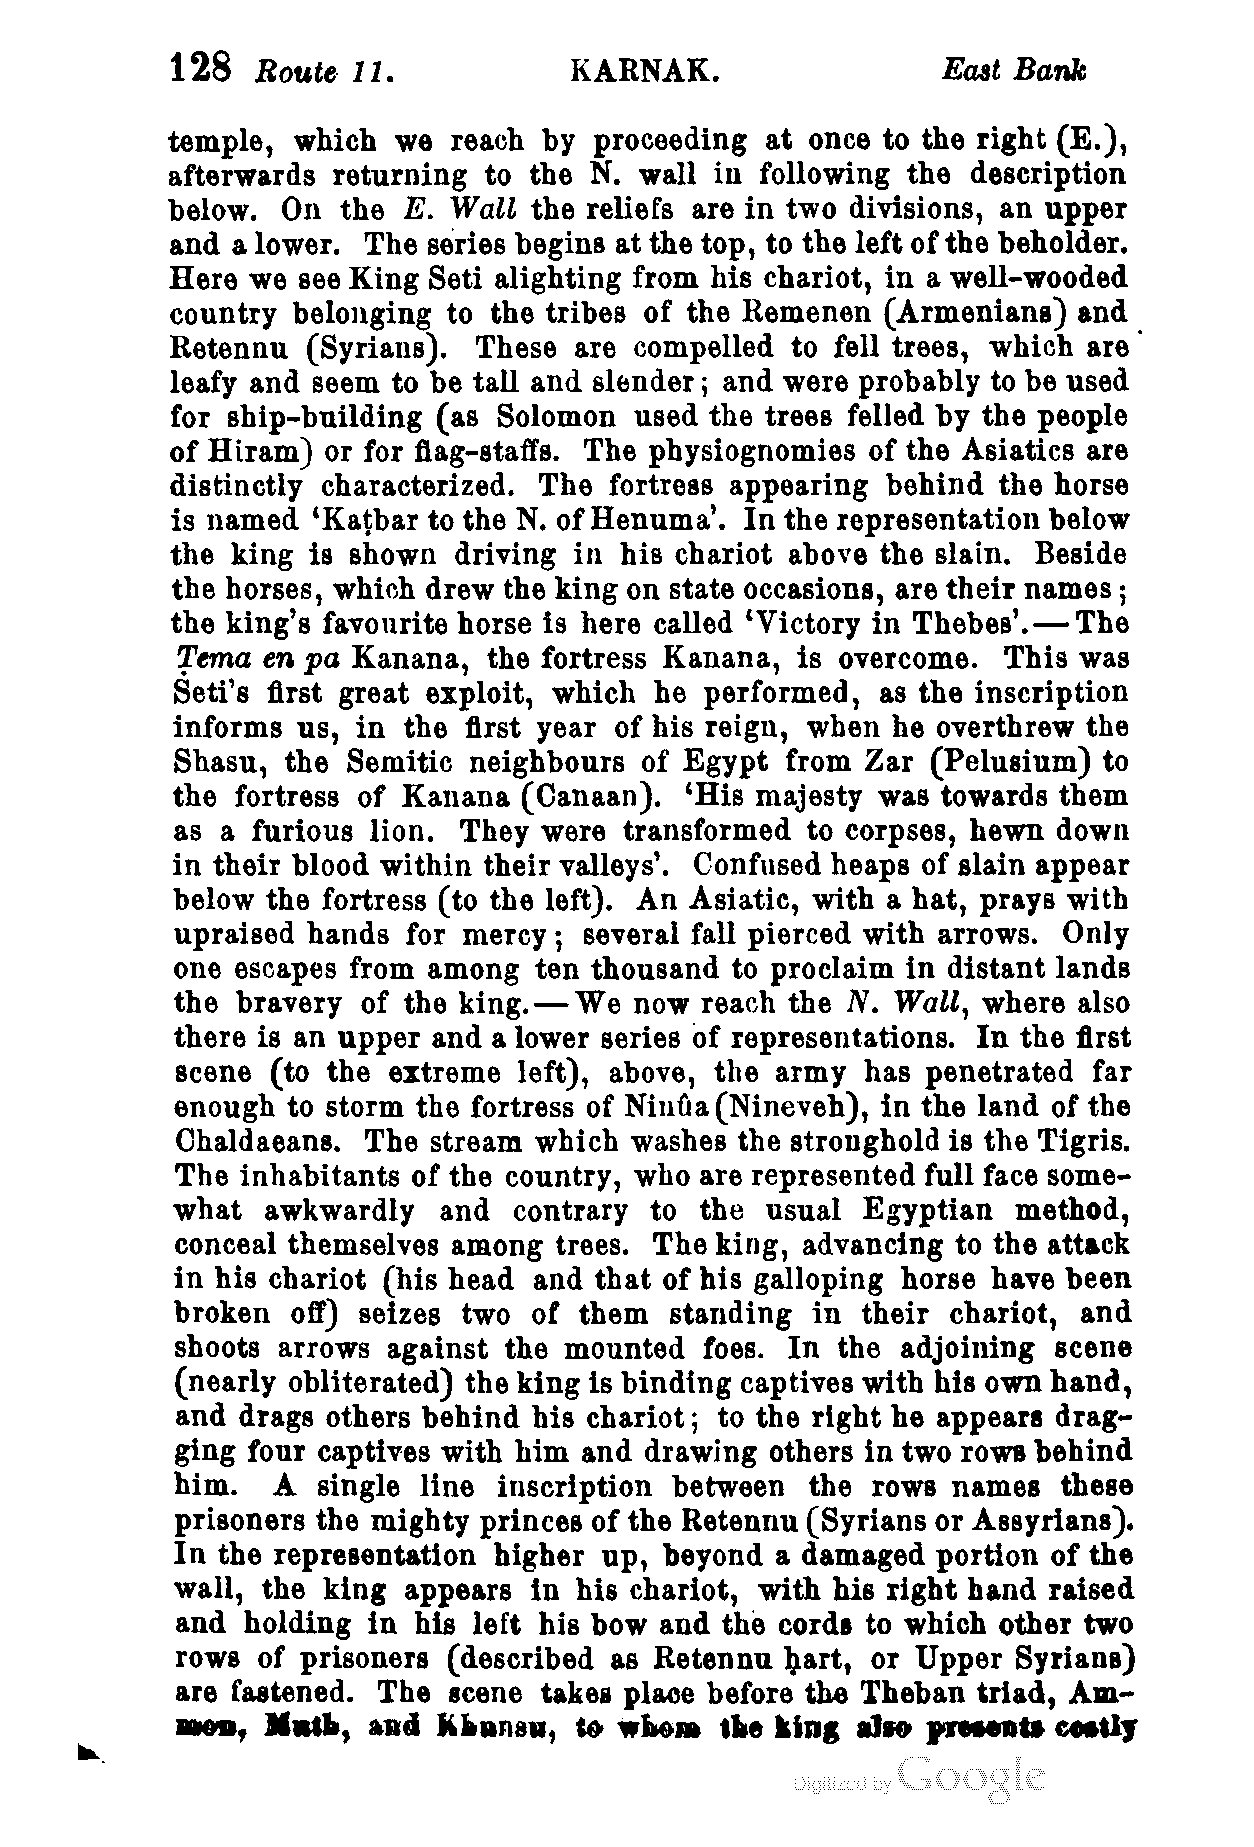 128 Route 11. KARNAK. East Bank
temple, which we reach by proceeding at once to the right (E.),
afterwards returning to the N. wall in following the description
below. On the E. Wall the reliefs are in two divisions, an upper
and a lower. The series begins at the top, to the left of the beholder.
Here we see King Seti alighting from his chariot, in a well-wooded
country belonging to the tribes of the Remenen (Armenians) and
Retennu (Syrians). These are compelled to fell trees, which are
leafy and seem to be tall and slender; and were probably to be used
for ship-building (as Solomon used the trees felled by the people
of Hiram) or for flag-staffs. The physiognomies of the Asiatics are
distinctly characterized. The fortress appearing behind the horse
is named ‘Kaṭbar to the N. of Henuma’. In the representation below
the king is shown driving in his chariot above the slain. Beside
the horses, which drew the king on state occasions, are their names;
the king’s favourite horse is here called ‘Victory in Thebes’.— The
Ṭema en pa Kanana, the fortress Kanana, is overcome. This was
Seti’s first great exploit, which he performed, as the inscription
informs us, in the first year of his reign, when he overthrew the
Shasu, the Semitic neighbours of Egypt from Zar (Pelusium) to
the fortress of Kanana (Canaan). ‘His majesty was towards them
as a furious lion. They were transformed to corpses, hewn down
in their blood within their valleys’. Confused heaps of slain appear
below the fortress (to the left). An Asiatic, with a hat, prays with
upraised hands for mercy; several fall pierced with arrows. Only
one escapes from among ten thousand to proclaim in distant lands
the bravery of the king.— We now reach the N. Wall, where also
there is an upper and a lower series of representations. In the first
scene (to the extreme left), above, the army has penetrated far
enough to storm the fortress of Ninûa (Nineveh), in the land of the
Chaldaeans. The stream which washes the stronghold is the Tigris.
The inhabitants of the country, who are represented full face some-
what awkwardly and contrary to the usual Egyptian method,
conceal themselves among trees. The king, advancing to the attack
in his chariot (his head and that of his galloping horse have been
broken off) seizes two of them standing in their chariot, and
shoots arrows against the mounted foes. In the adjoining scene
(nearly obliterated) the king is binding captives with his own hand,
and drags others behind his chariot; to the right he appears drag-
ging four captives with him and drawing others in two rows behind
him. A single line inscription between the rows names these
prisoners the mighty princes of the Retennu (Syrians or Assyrians).
In the representation higher up, beyond a damaged portion of the
wall, the king appears in his chariot, with his right hand raised
and holding in his left his bow and the cords to which other two
rows of prisoners (described as Retennu ḥart, or Upper Syrians)
are fastened. The scene takes place before the Theban triad, Am-
mon, Muth, and Khunsu, to whom the king also presents costly
Digitized by Google